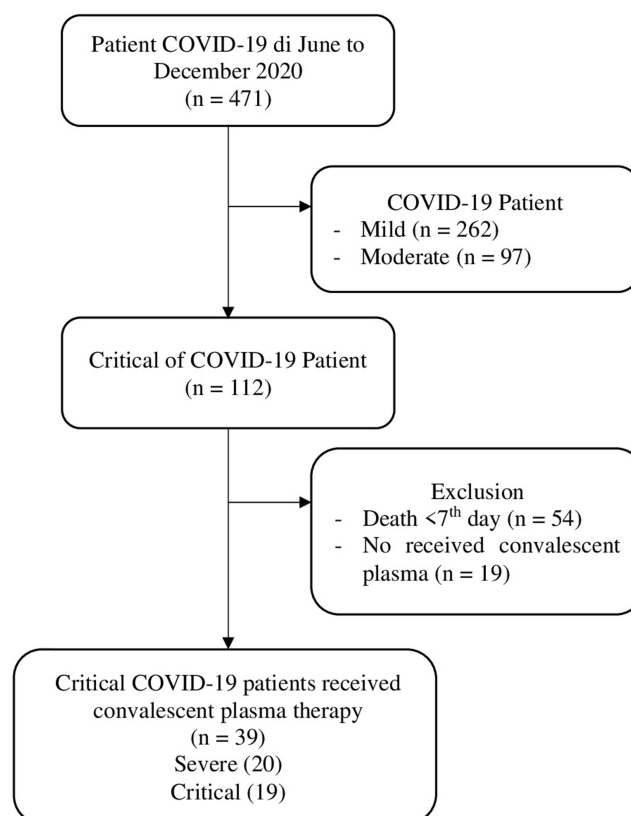 Patient COVID-19 di June to
December 2020
(n = 471)
COVID-19 Patient
- Mild (n = 262)
- Moderate (n = 97)
Critical of COVID-19 Patient
(n = 112)
Exclusion
- Death <7th day (n = 54)
- No received convalescent
plasma (n = 19)
Critical COVID-19 patients received
convalescent plasma therapy
(n = 39)
Severe (20)
Critical (19)